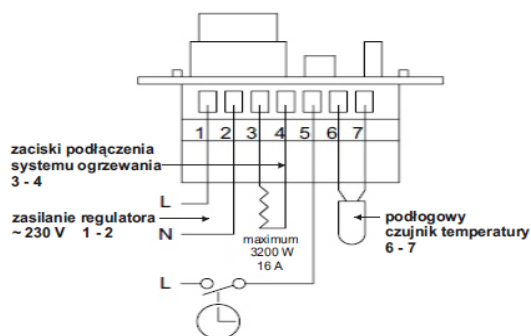 1 2 3 4 5 6 7
zaciski podłączenia
systemu ogrzewania
3 - 4
L
zasilanie regulatora
~ 230 V 1 - 2
N
maximum
3200 W
16 A
podłogowy
czujnik temperatury
6 - 7
L